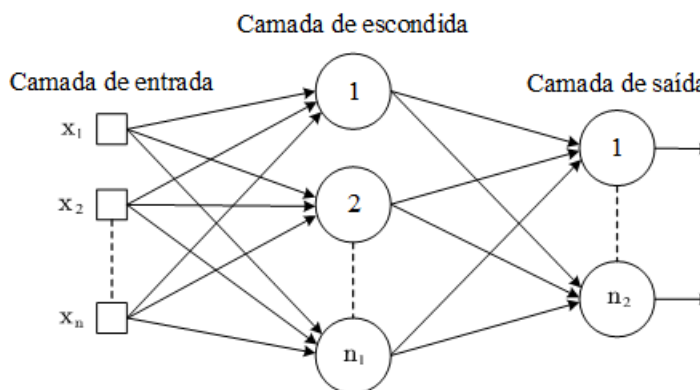 Camada de escondida
Camada de entrada
Camada de saída
x₁
x₂
xₙ
1
2
n₁
1
n₂